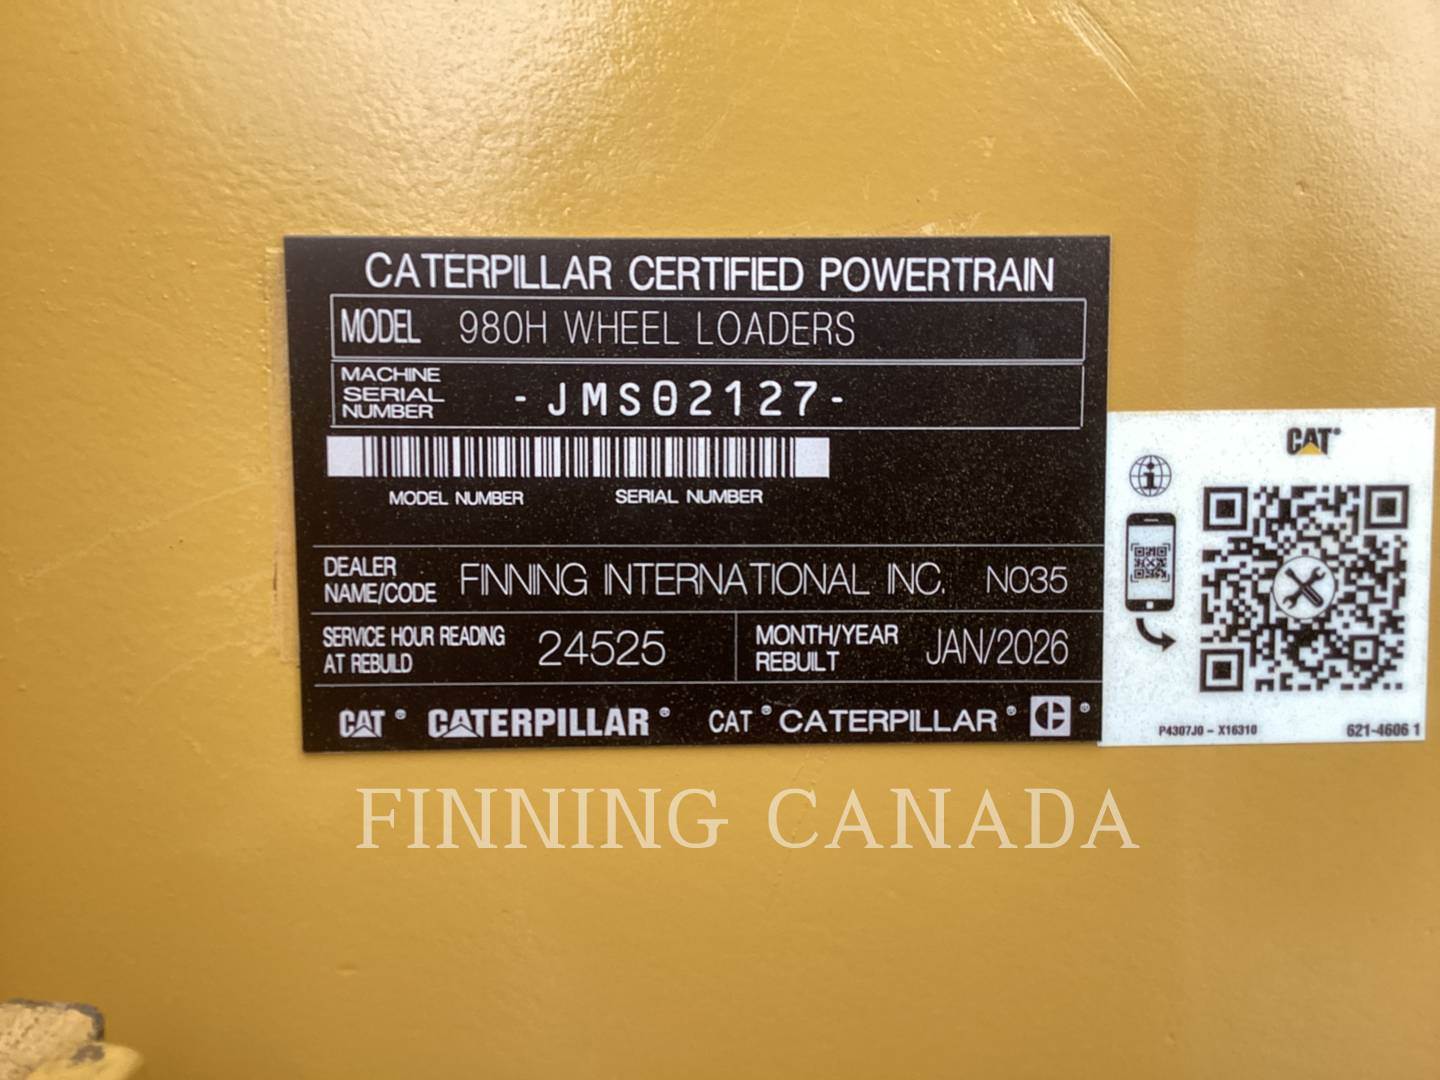 CATERPILLAR CERTIFIED POWERTRAIN
MODEL 980H WHEEL LOADERS
MACHINE SERIAL NUMBER -JMS02127-
MODEL NUMBER SERIAL NUMBER
DEALER NAME/CODE FINNING INTERNATIONAL INC. N035
SERVICE HOUR READING AT REBUILD 24525 MONTH/YEAR REBUILT JAN/2026
CAT® CATERPILLAR® CAT® CATERPILLAR® C®
CAT®
P4307J0 - X16310 621-4606 1
FINNING CANADA